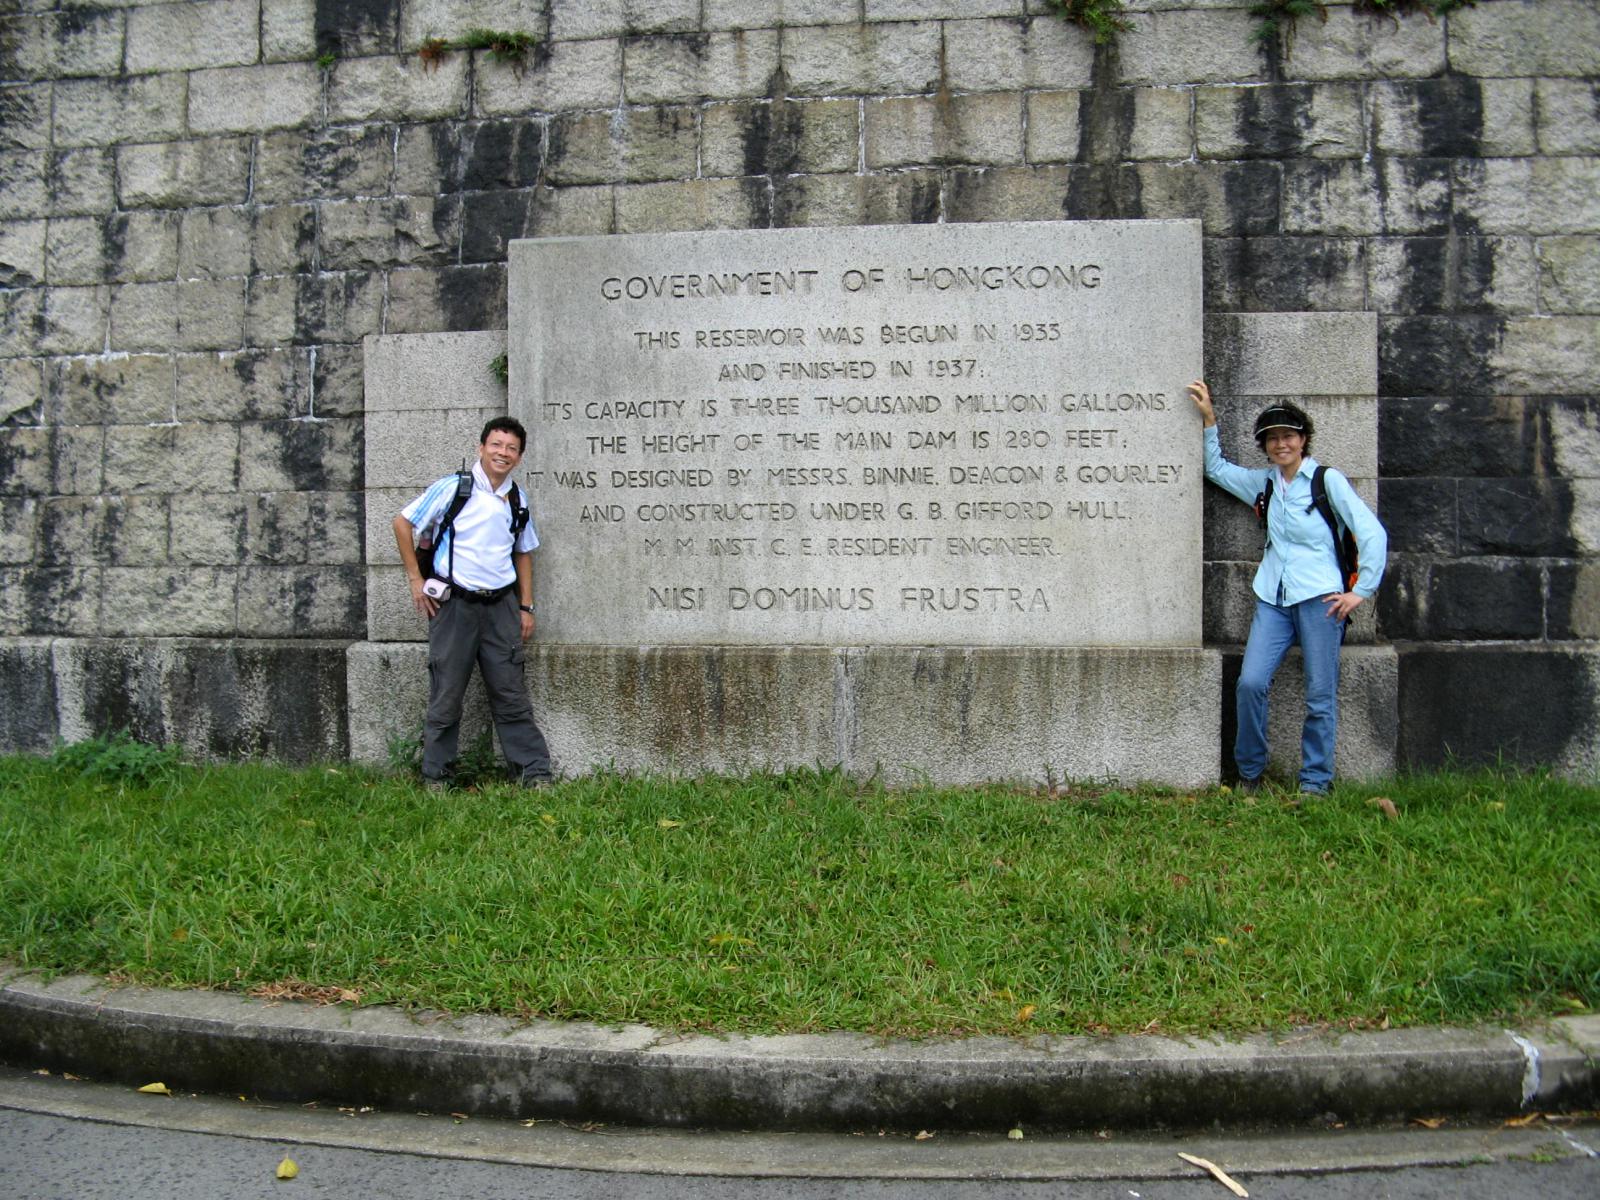 GOVERNMENT OF HONGKONG
THIS RESERVOIR WAS BEGUN IN 1933
AND FINISHED IN 1937:
ITS CAPACITY IS THREE THOUSAND MILLION GALLONS.
THE HEIGHT OF THE MAIN DAM IS 280 FEET:
IT WAS DESIGNED BY MESSRS. BINNIE, DEACON & GOURLEY
AND CONSTRUCTED UNDER G. B. GIFFORD HULL.
M. M. INST. C. E. RESIDENT ENGINEER.
NISI DOMINUS FRUSTRA